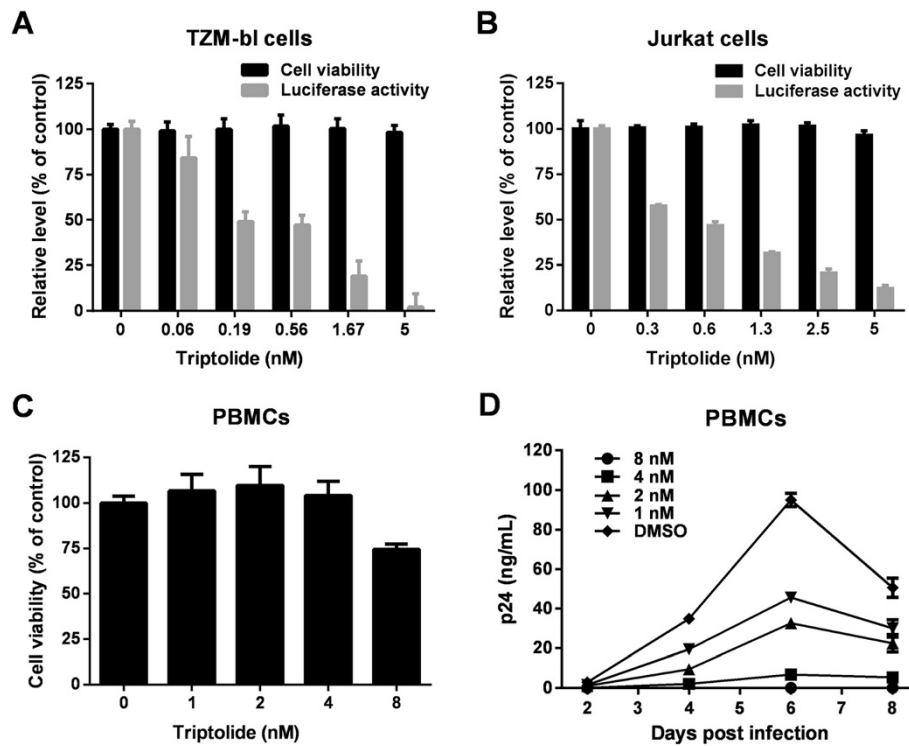 A
TZM-bl cells
Cell viability
Luciferase activity
Relative level (% of control)
125
100
75
50
25
0
0 0.06 0.19 0.56 1.67 5
Triptolide (nM)
B
Jurkat cells
Cell viability
Luciferase activity
Relative level (% of control)
125
100
75
50
25
0
0 0.3 0.6 1.3 2.5 5
Triptolide (nM)
C
PBMCs
Cell viability (% of control)
125
100
75
50
25
0
0 1 2 4 8
Triptolide (nM)
D
PBMCs
8 nM
4 nM
2 nM
1 nM
DMSO
p24 (ng/mL)
120
100
80
60
40
20
0
2 3 4 5 6 7 8
Days post infection